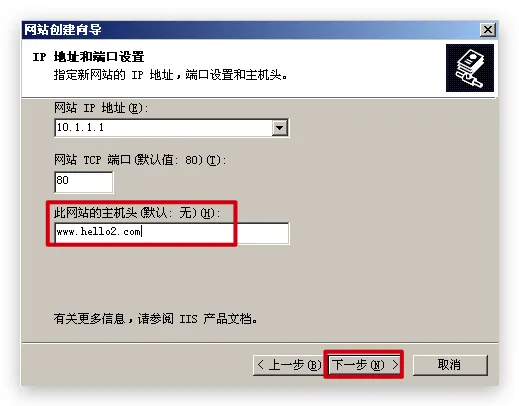 网站创建向导
IP 地址和端口设置
指定新网站的 IP 地址，端口设置和主机头。
网站 IP 地址(E):
10.1.1.1
网站 TCP 端口(默认值: 80)(T):
80
此网站的主机头(默认: 无)(H):
www.hello2.com
有关更多信息，请参阅 IIS 产品文档。
< 上一步(B) 下一步(N) > 取消